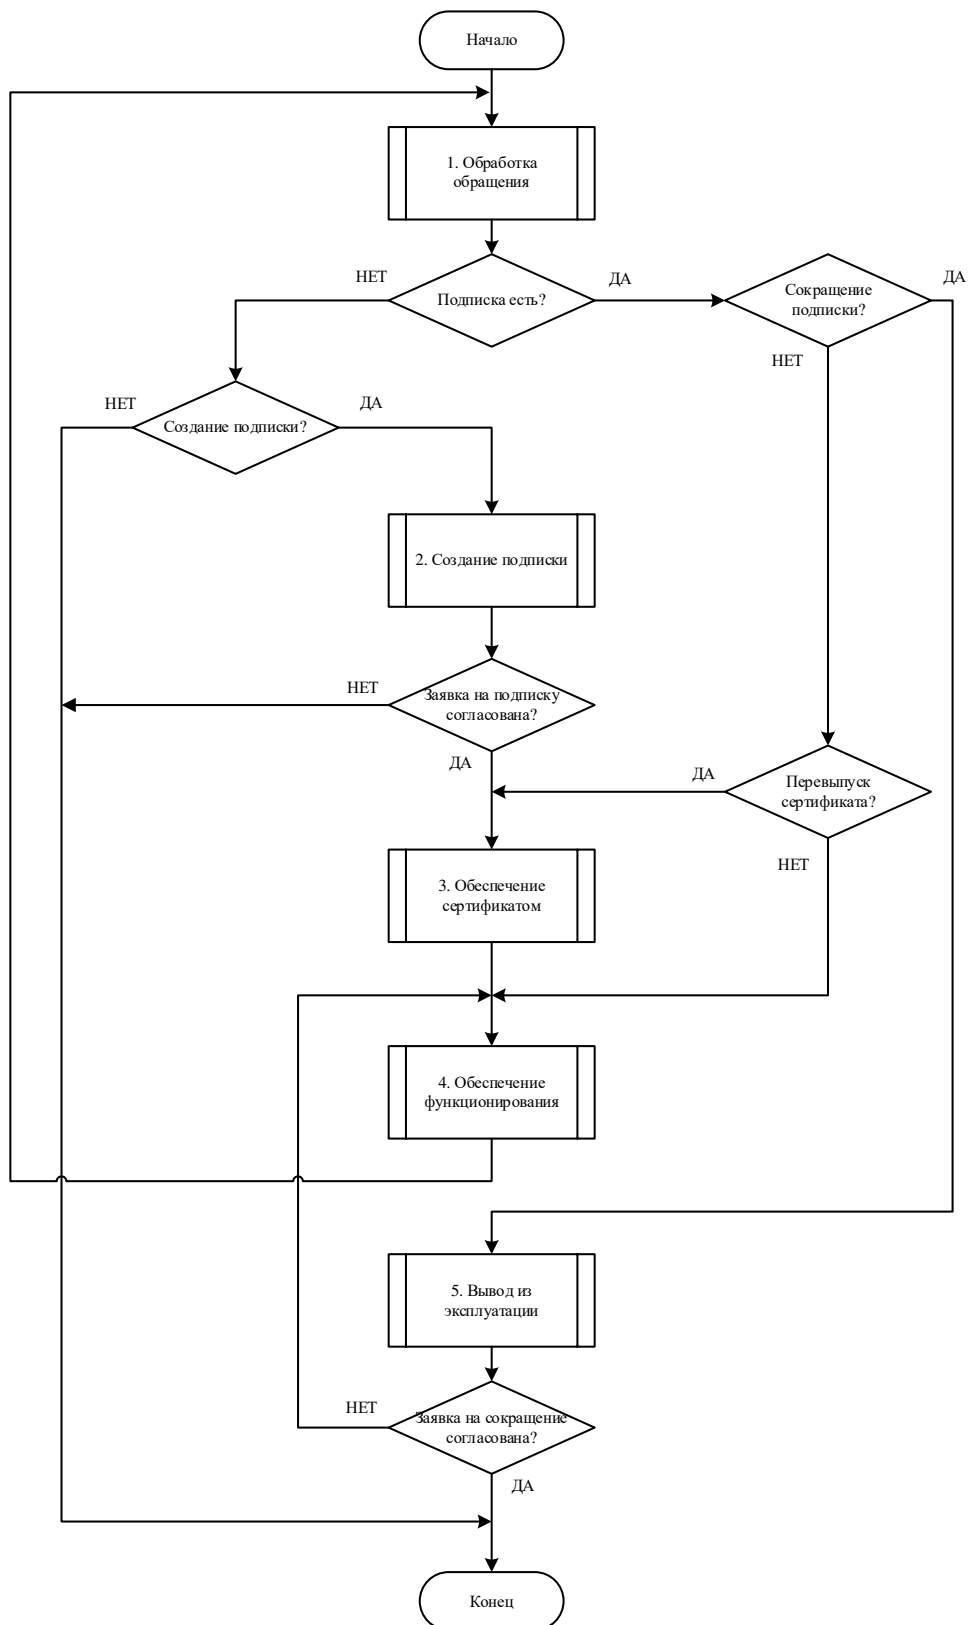 Начало
1. Обработка
обращения
НЕТ
Подписка есть?
ДА
Сокращение
подписки?
ДА
НЕТ
НЕТ
Создание подписки?
ДА
2. Создание подписки
НЕТ
Заявка на подписку
согласована?
ДА
ДА
Перевыпуск
сертификата?
НЕТ
3. Обеспечение
сертификатом
4. Обеспечение
функционирования
5. Вывод из
эксплуатации
НЕТ
Заявка на сокращение
согласована?
ДА
Конец